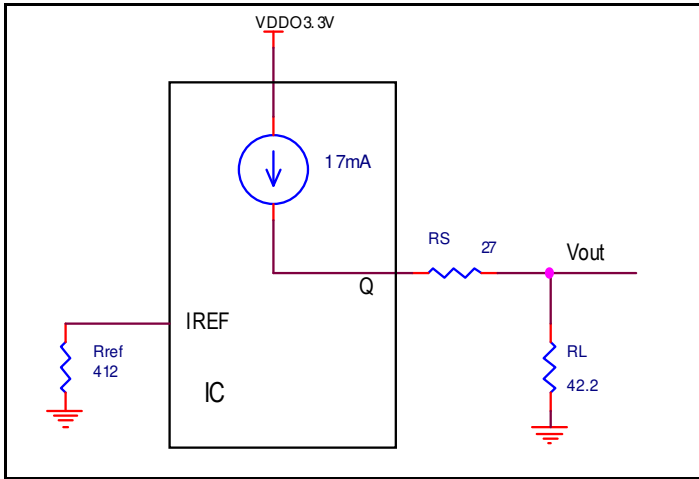 VDDO3.3V
17mA
RS 27
Vout
Q
IREF
Rref
412
RL
42.2
IC